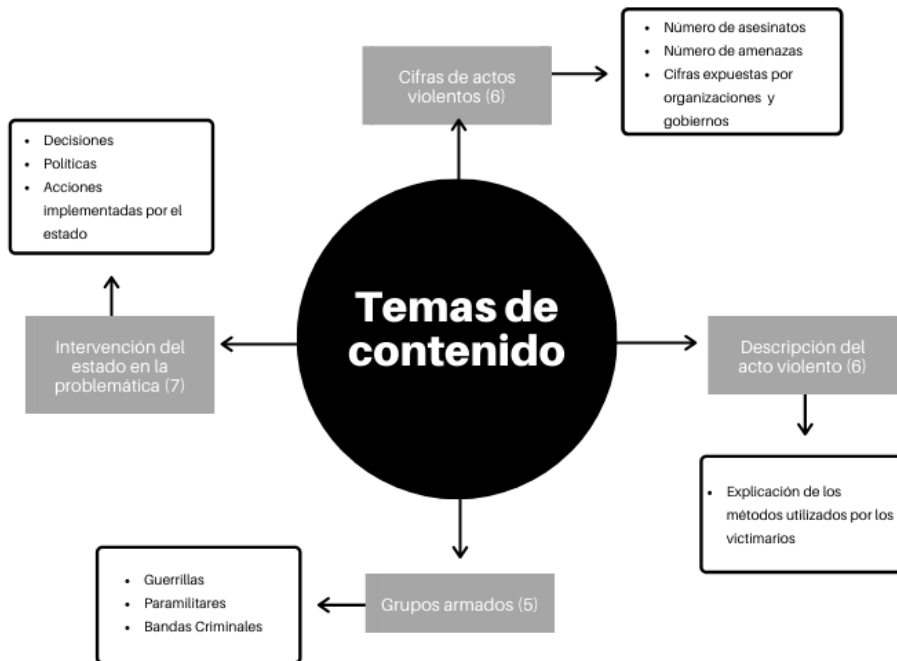 Cifras de actos
violentos (6)
• Número de asesinatos
• Número de amenazas
• Cifras expuestas por
organizaciones y
gobiernos
• Decisiones
• Políticas
• Acciones
implementadas por el
estado
Temas de
contenido
Intervención del
estado en la
problemática (7)
Descripción del
acto violento (6)
• Explicación de los
métodos utilizados por los
victimarios
• Guerrillas
• Paramilitares
• Bandas Criminales
Grupos armados (5)